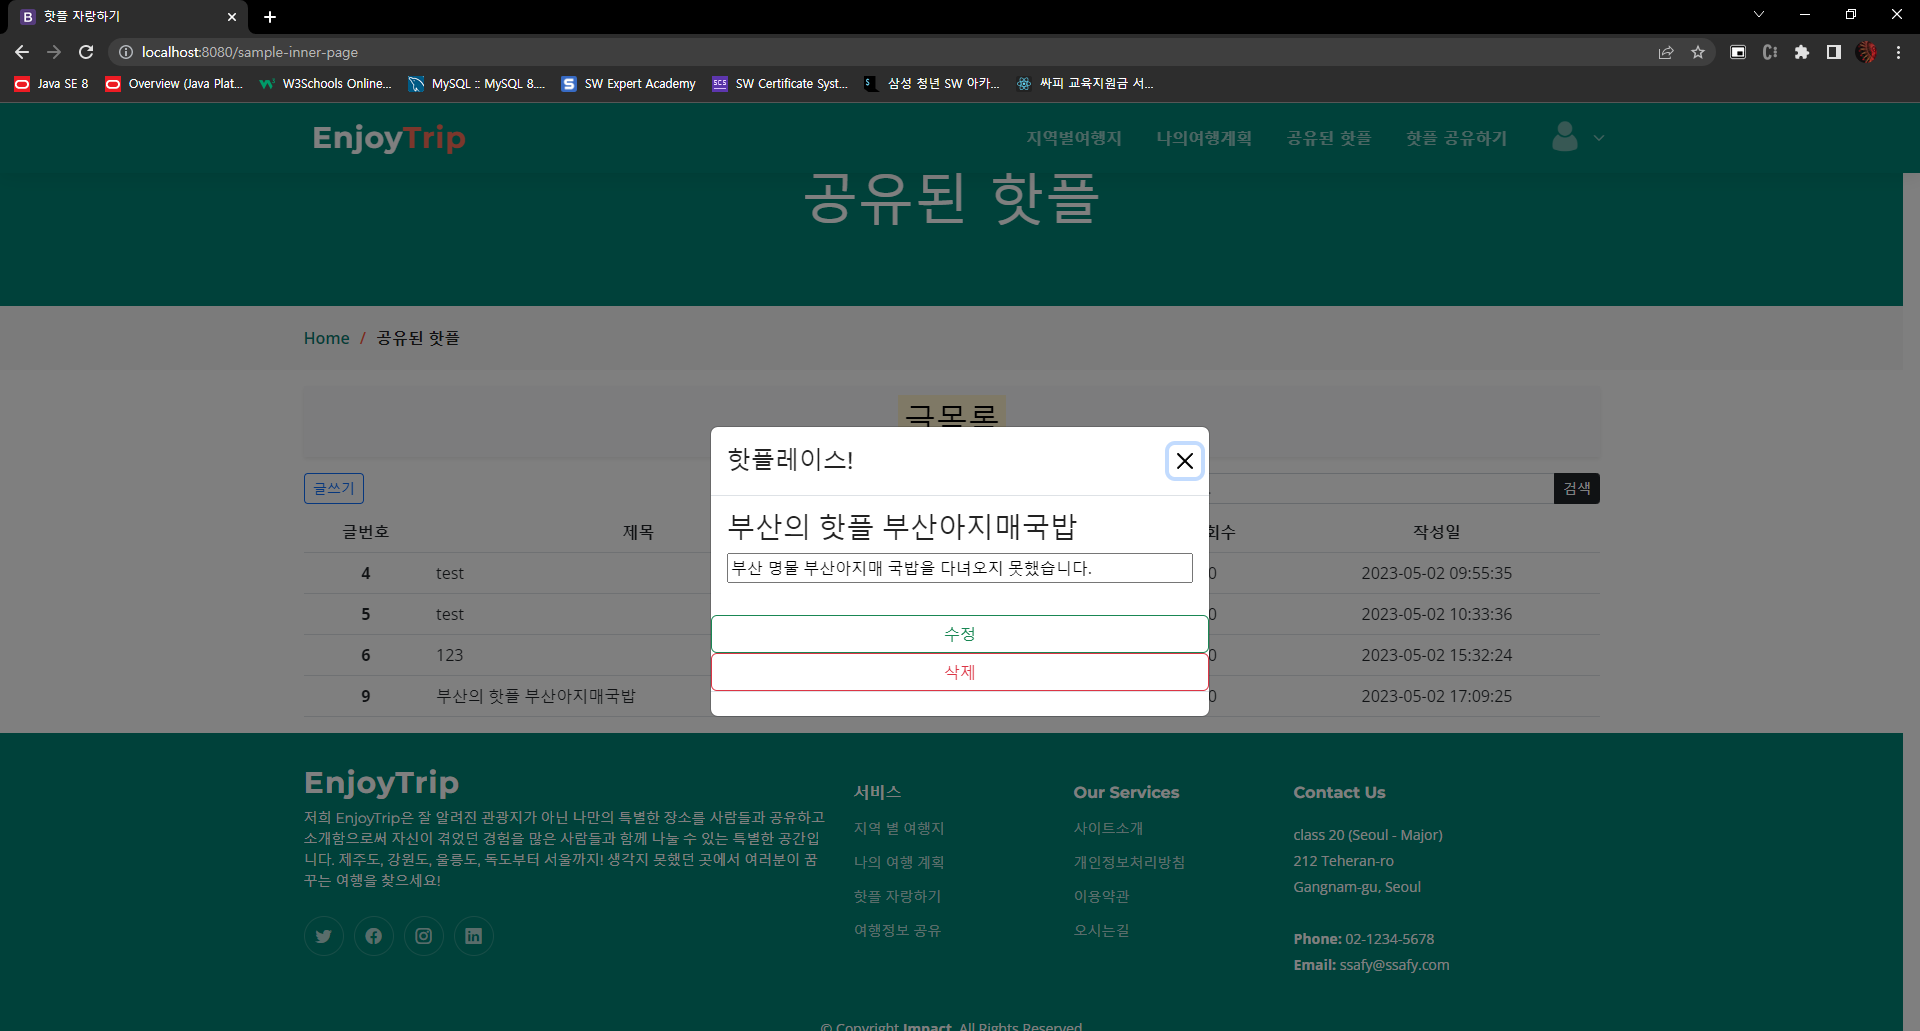 핫플 자랑하기
localhost:8080/sample-inner-page
Java SE 8
Overview (Java Plat...
W3Schools Online...
MySQL :: MySQL 8....
SW Expert Academy
SW Certificate Syst...
삼성 청년 SW 아카...
싸피 교육지원금 서...
EnjoyTrip
지역별여행지 나의여행계획 공유된 핫플 핫플 공유하기
공유된 핫플
Home / 공유된 핫플
글목록
핫플레이스!
글쓰기
검색
부산의 핫플 부산아지매국밥
글번호 제목 회수 작성일
부산 명물 부산아지매 국밥을 다녀오지 못했습니다.
4 test 0 2023-05-02 09:55:35
5 test 0 2023-05-02 10:33:36
수정
6 123 0 2023-05-02 15:32:24
삭제
9 부산의 핫플 부산아지매국밥 0 2023-05-02 17:09:25
EnjoyTrip
저희 EnjoyTrip은 잘 알려진 관광지가 아닌 나만의 특별한 장소를 사람들과 공유하고
소개함으로써 자신이 겪었던 경험을 많은 사람들과 함께 나눌 수 있는 특별한 공간입
니다. 제주도, 강원도, 울릉도, 독도부터 서울까지! 생각지 못했던 곳에서 여러분이 꿈
꾸는 여행을 찾으세요!
서비스
지역 별 여행지
나의 여행 계획
핫플 자랑하기
여행정보 공유
Our Services
사이트소개
개인정보처리방침
이용약관
오시는길
Contact Us
class 20 (Seoul - Major)
212 Teheran-ro
Gangnam-gu, Seoul
Phone: 02-1234-5678
Email: ssafy@ssafy.com
© Copyright Impact. All Rights Reserved